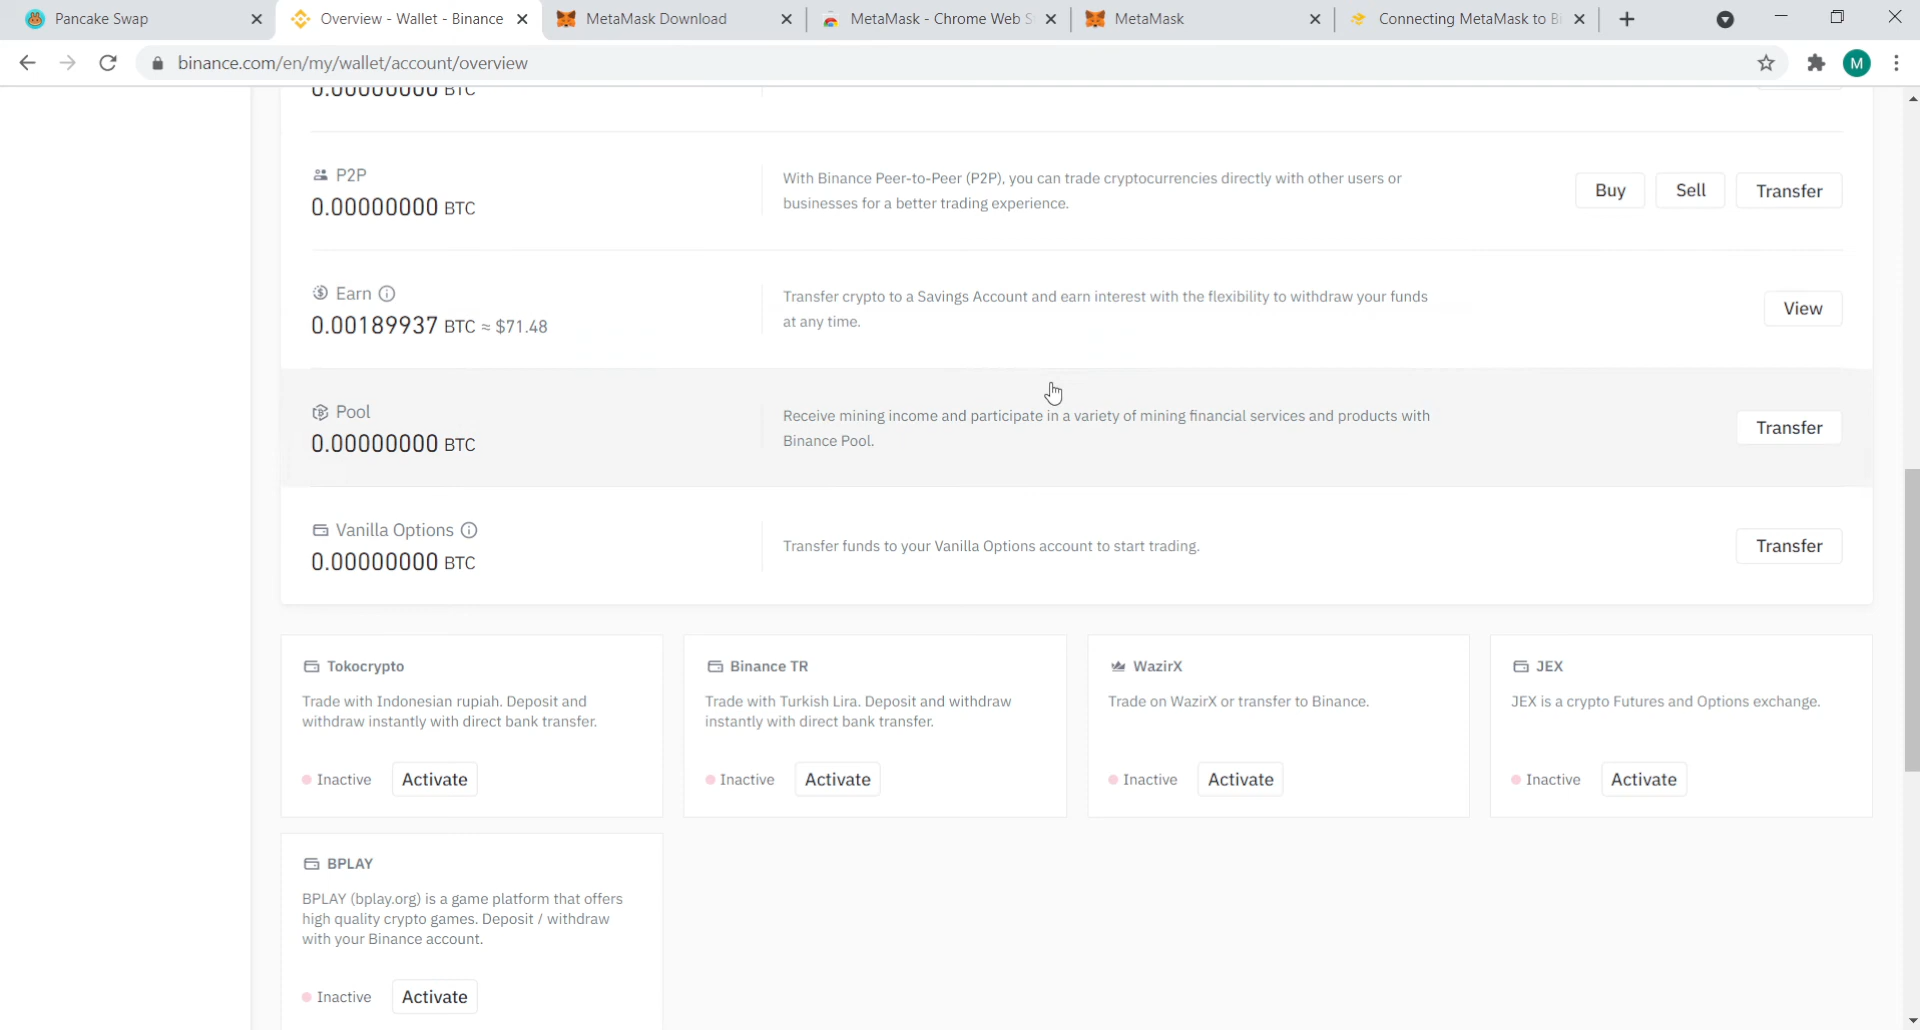 Pancake Swap
Overview - Wallet - Binance
MetaMask Download
MetaMask - Chrome Web S
MetaMask
Connecting MetaMask to Bi
binance.com/en/my/wallet/account/overview
M
0.00000000 BTC
P2P
0.00000000 BTC
With Binance Peer-to-Peer (P2P), you can trade cryptocurrencies directly with other users or
businesses for a better trading experience.
Buy
Sell
Transfer
Earn
0.00189937 BTC ≈ $71.48
Transfer crypto to a Savings Account and earn interest with the flexibility to withdraw your funds
at any time.
View
Pool
0.00000000 BTC
Receive mining income and participate in a variety of mining financial services and products with
Binance Pool.
Transfer
Vanilla Options
0.00000000 BTC
Transfer funds to your Vanilla Options account to start trading.
Transfer
Tokocrypto
Trade with Indonesian rupiah. Deposit and
withdraw instantly with direct bank transfer.
Inactive
Activate
Binance TR
Trade with Turkish Lira. Deposit and withdraw
instantly with direct bank transfer.
Inactive
Activate
WazirX
Trade on WazirX or transfer to Binance.
Inactive
Activate
JEX
JEX is a crypto Futures and Options exchange.
Inactive
Activate
BPLAY
BPLAY (bplay.org) is a game platform that offers
high quality crypto games. Deposit / withdraw
with your Binance account.
Inactive
Activate